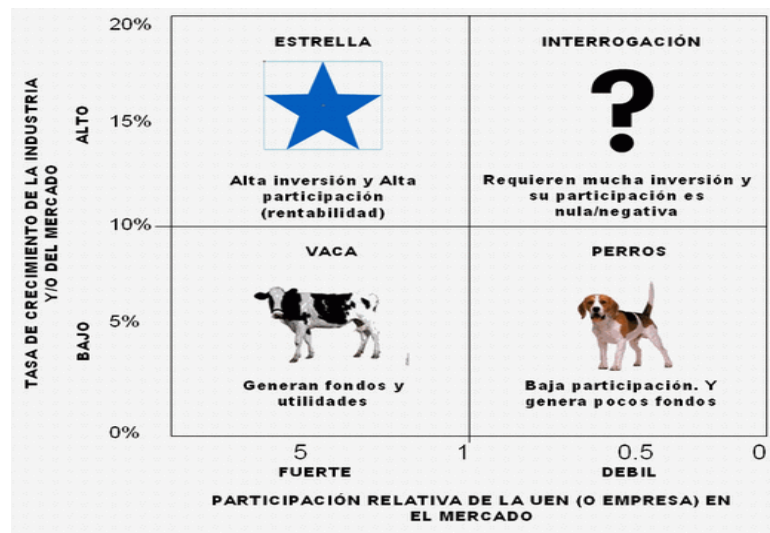 20%
ESTRELLA
INTERROGACIÓN
?
TASA DE CRECIMIENTO DE LA INDUSTRIA
Y/O DEL MERCADO
ALTO
15%
Alta inversión y Alta
participación
(rentabilidad)
Requieren mucha inversión y
su participación es
nula/negativa
10%
VACA
PERROS
BAJO
5%
Generan fondos y
utilidades
Baja participación. Y
genera pocos fondos
0%
5
1
0.5
0
FUERTE
DEBIL
PARTICIPACIÓN RELATIVA DE LA UEN (O EMPRESA) EN
EL MERCADO